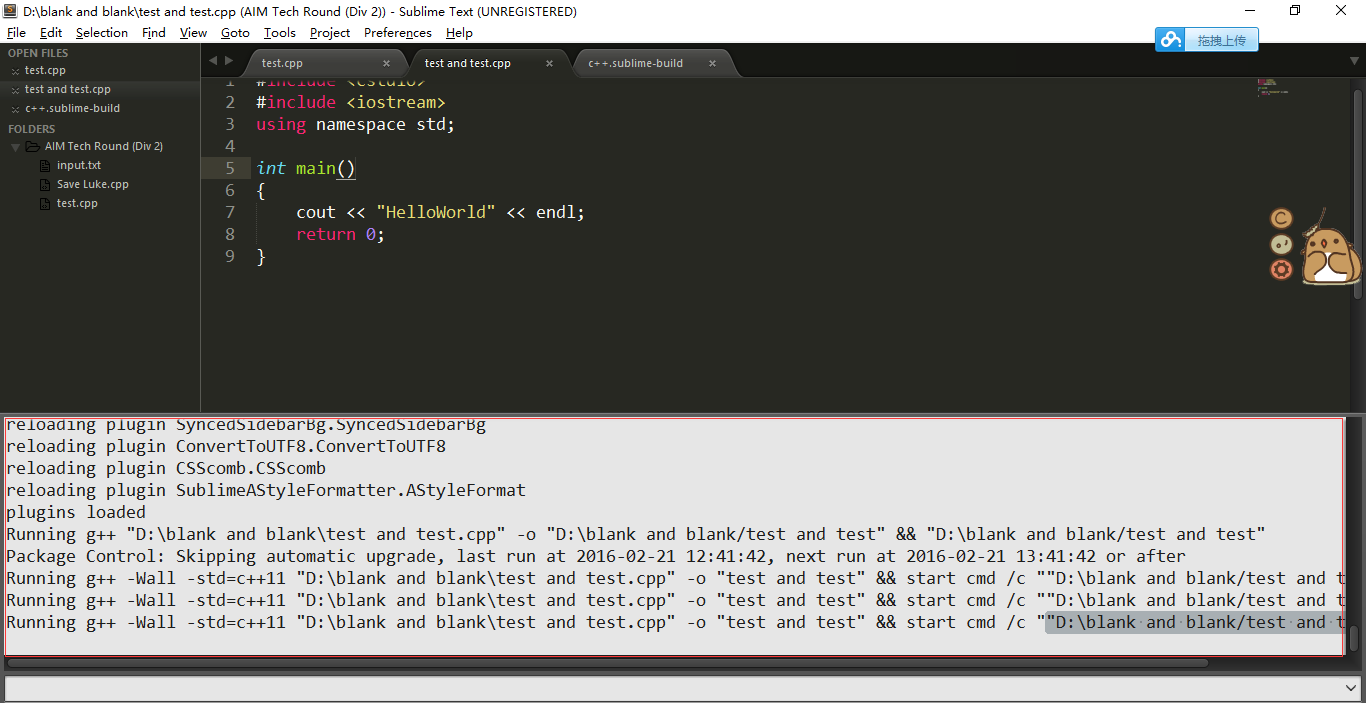 D:\blank and blank\test and test.cpp (AIM Tech Round (Div 2)) - Sublime Text (UNREGISTERED)
File Edit Selection Find View Goto Tools Project Preferences Help
拖拽上传
OPEN FILES
test.cpp
test and test.cpp
c++.sublime-build
FOLDERS
AIM Tech Round (Div 2)
input.txt
Save Luke.cpp
test.cpp
test.cpp × test and test.cpp × c++.sublime-build ×
1 #include <cstdio>
2 #include <iostream>
3 using namespace std;
4
5 int main()
6 {
7 cout << "HelloWorld" << endl;
8 return 0;
9 }
reloading plugin SyncedSidebarBg.SyncedSidebarBg
reloading plugin ConvertToUTF8.ConvertToUTF8
reloading plugin CSScomb.CSScomb
reloading plugin SublimeAStyleFormatter.AStyleFormat
plugins loaded
Running g++ "D:\blank and blank\test and test.cpp" -o "D:\blank and blank/test and test" && "D:\blank and blank/test and test"
Package Control: Skipping automatic upgrade, last run at 2016-02-21 12:41:42, next run at 2016-02-21 13:41:42 or after
Running g++ -Wall -std=c++11 "D:\blank and blank\test and test.cpp" -o "test and test" && start cmd /c ""D:\blank and blank/test and t
Running g++ -Wall -std=c++11 "D:\blank and blank\test and test.cpp" -o "test and test" && start cmd /c ""D:\blank and blank/test and t
Running g++ -Wall -std=c++11 "D:\blank and blank\test and test.cpp" -o "test and test" && start cmd /c ""D:\blank and blank/test and t